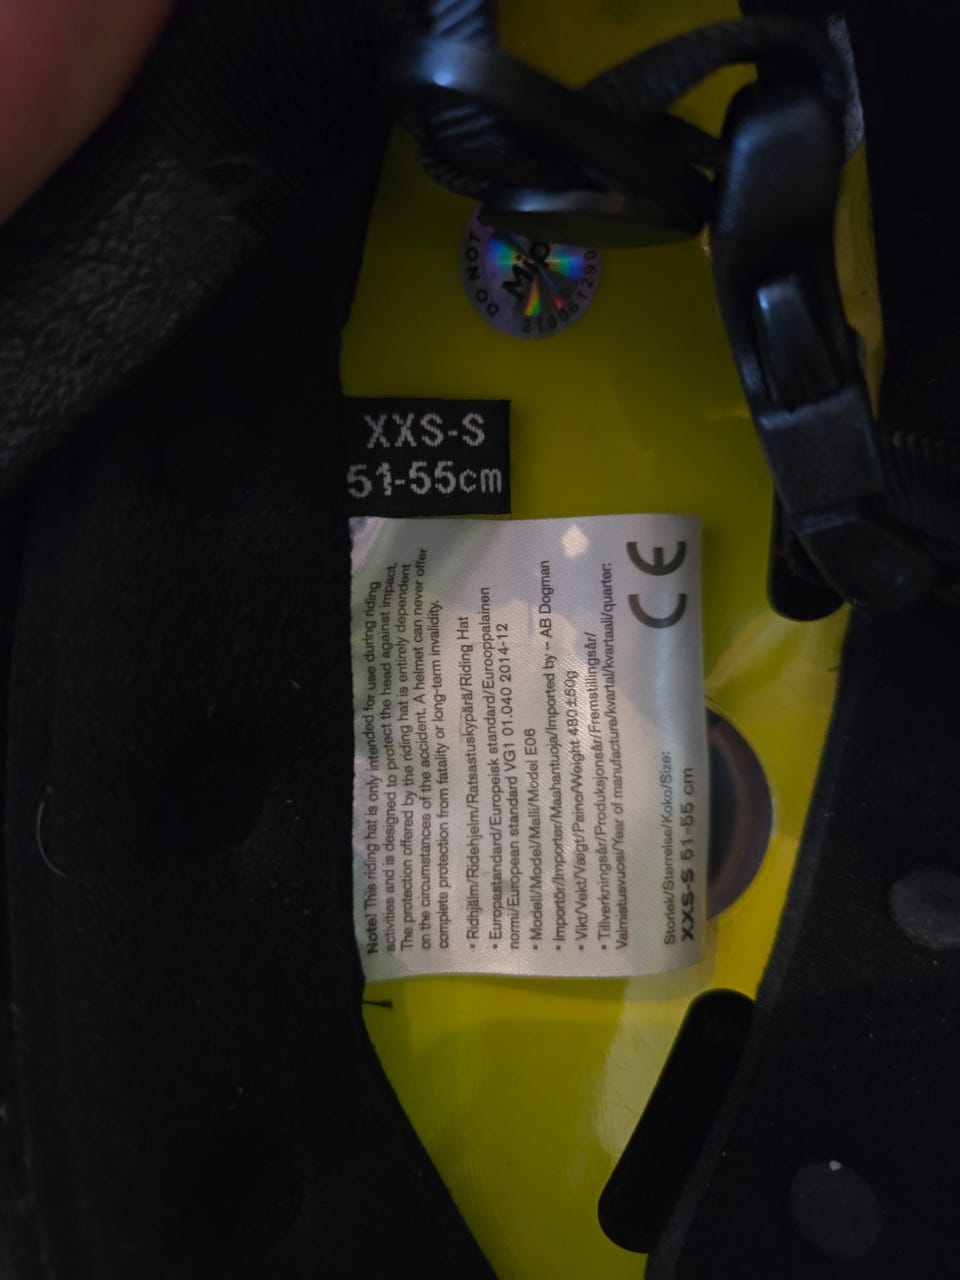 DO NOT
Mip
210061290
XXS-S
51-55cm
Note! This riding hat is only intended for use during riding
activities and is designed to protect the head against impact.
The protection offered by the riding hat is entirely dependent
on the circumstances of the accident. A helmet can never offer
complete protection from fatality or long-term invalidity.
• Ridhjälm/Ridehjelm/Ratsastuskypärä/Riding Hat
• Europastandard/Europeisk standard/Eurooppalainen
normi/European standard VG1 01.040 2014-12
• Modell/Model/Malli/Model E06
• Importör/Importør/Maahantuoja/Imported by – AB Dogman
• Vikt/Vekt/Vægt/Paino/Weight 480±50g
• Tillverkningsår/Produksjonsår/Fremstillingsår/
Valmistusvuosi/Year of manufacture/kvartal/kvartaali/quarter:
Storlek/Størrelse/Koko/Size:
XXS-S 51-55 cm
CE